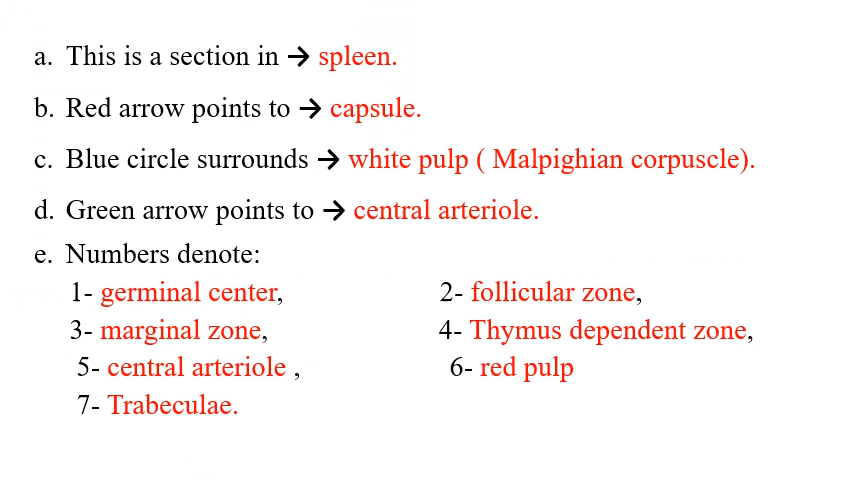 a. This is a section in → spleen.
b. Red arrow points to → capsule.
c. Blue circle surrounds → white pulp ( Malpighian corpuscle).
d. Green arrow points to → central arteriole.
e. Numbers denote:
1- germinal center, 2- follicular zone,
3- marginal zone, 4- Thymus dependent zone,
5- central arteriole , 6- red pulp
7- Trabeculae.